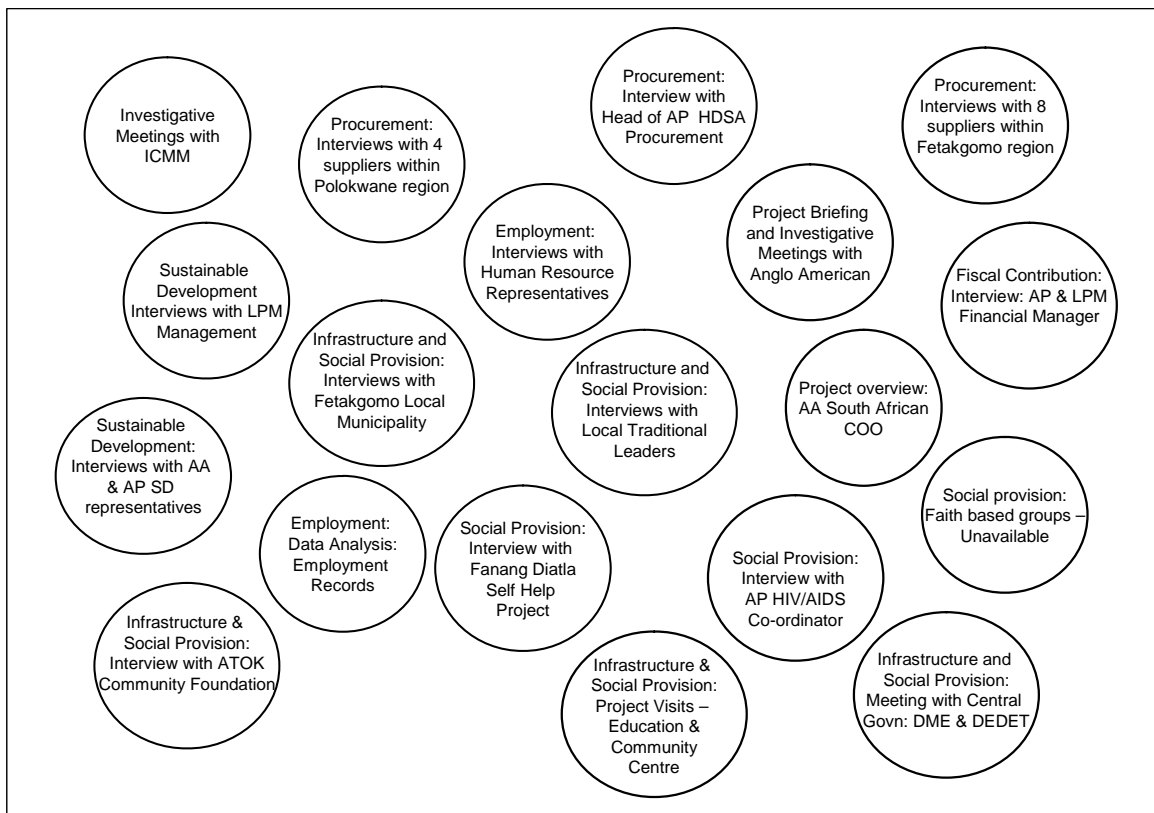 Investigative
Meetings with
ICMM
Procurement:
Interviews with 4
suppliers within
Polokwane region
Procurement:
Interview with
Head of AP HDSA
Procurement
Procurement:
Interviews with 8
suppliers within
Fetakgomo region
Sustainable
Development
Interviews with LPM
Management
Employment:
Interviews with
Human Resource
Representatives
Project Briefing
and Investigative
Meetings with
Anglo American
Fiscal Contribution:
Interview: AP & LPM
Financial Manager
Infrastructure and
Social Provision:
Interviews with
Fetakgomo Local
Municipality
Infrastructure and
Social Provision:
Interviews with
Local Traditional
Leaders
Project overview:
AA South African
COO
Sustainable
Development:
Interviews with AA
& AP SD
representatives
Employment:
Data Analysis:
Employment
Records
Social Provision:
Interview with
Fanang Diatla
Self Help
Project
Social Provision:
Interview with
AP HIV/AIDS
Co-ordinator
Social provision:
Faith based groups –
Unavailable
Infrastructure &
Social Provision:
Interview with ATOK
Community Foundation
Infrastructure &
Social Provision:
Project Visits –
Education &
Community
Centre
Infrastructure and
Social Provision:
Meeting with Central
Govn: DME & DEDET